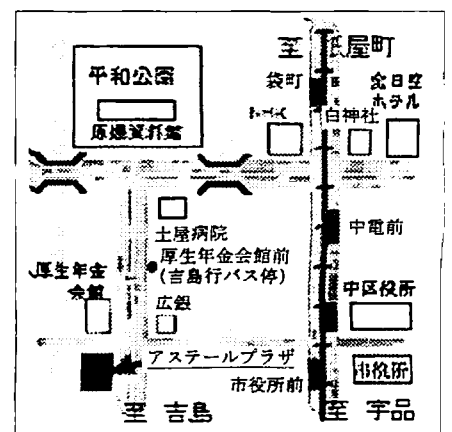 至 屋町
平和公園
袋町
全日空
ホテル
白神社
原爆資料館
土屋病院
厚生年金会館前
(吉島行バス停)
中電前
厚生年金
会館
広銀
中区役所
アステールプラザ
市役所
市役所前
至 吉島
至 宇品